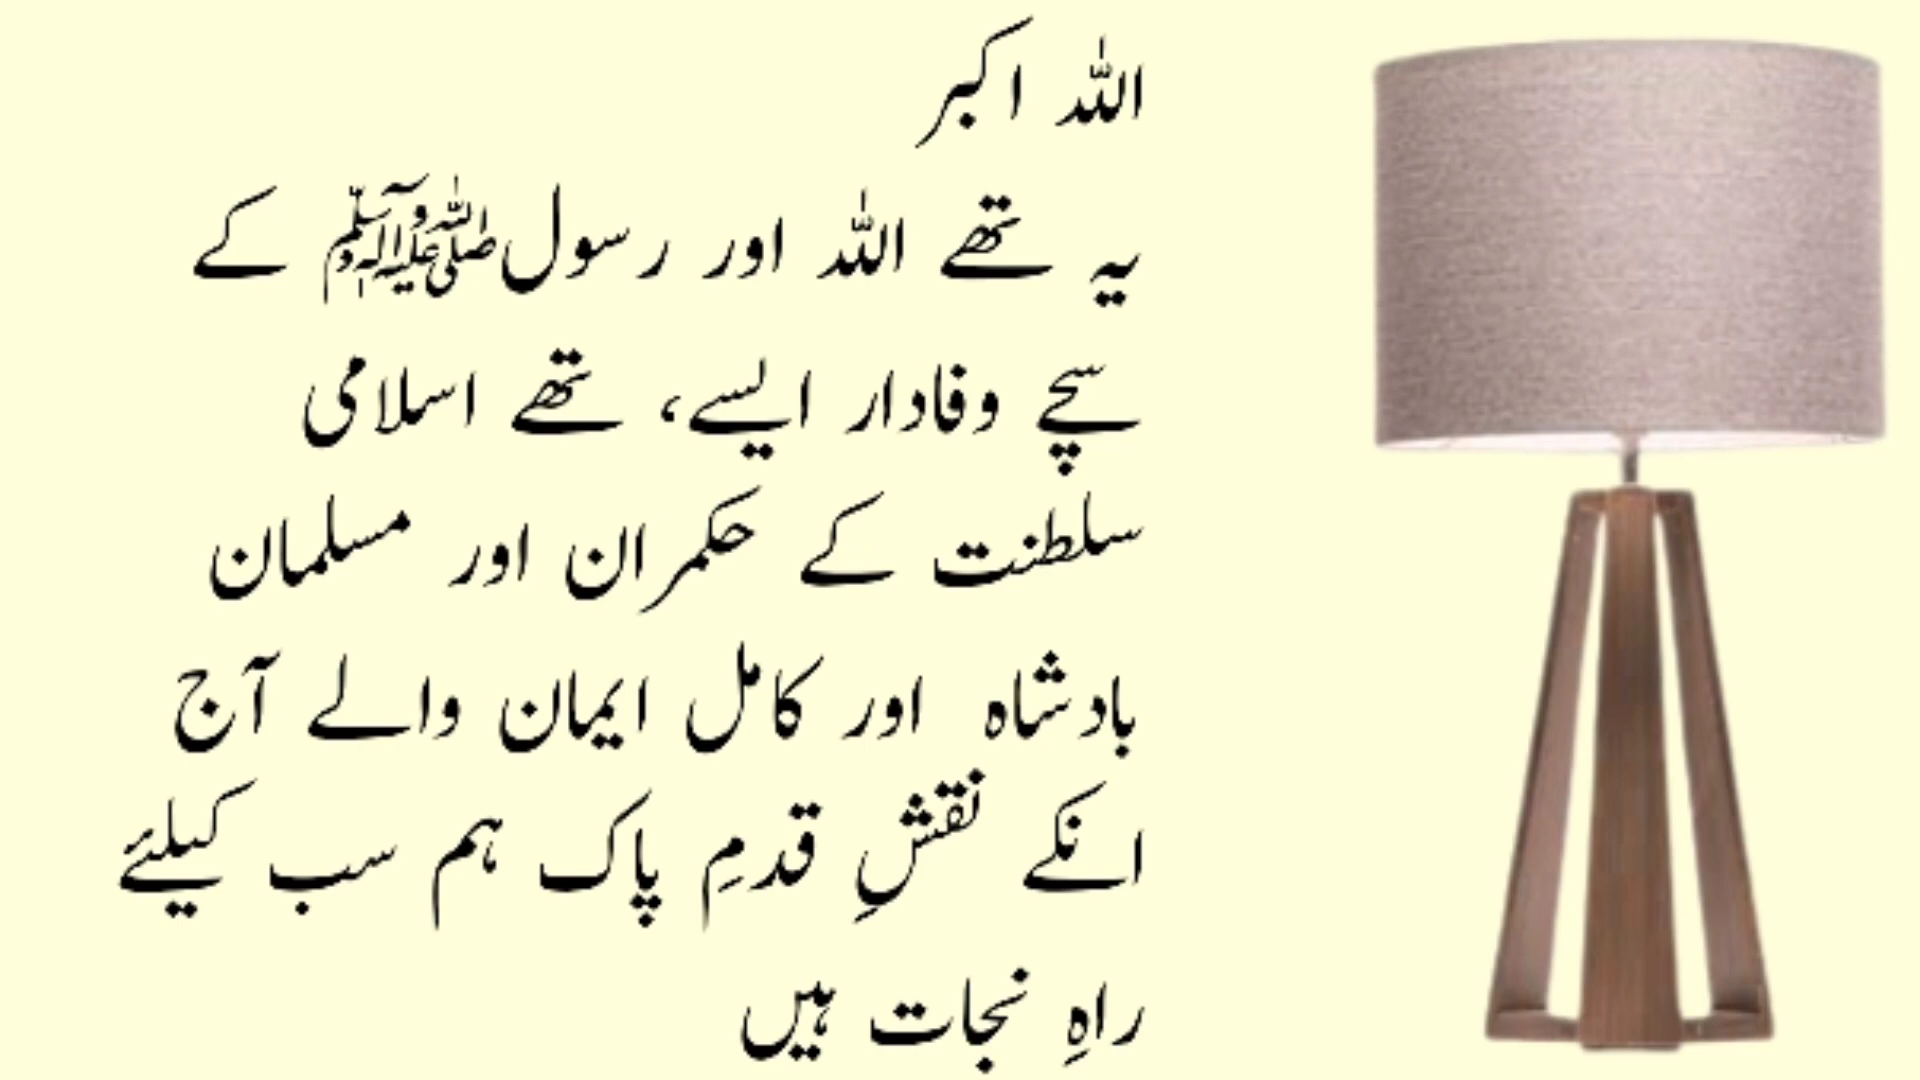 اللہ اکبر
یہ تھے اللہ اور رسولﷺ کے
سچے وفادار ایسے، تھے اسلامی
سلطنت کے حکمران اور مسلمان
بادشاہ اور کامل ایمان والے آج
انکے نقشِ قدمِ پاک ہم سب کیلئے
راہِ نجات ہیں